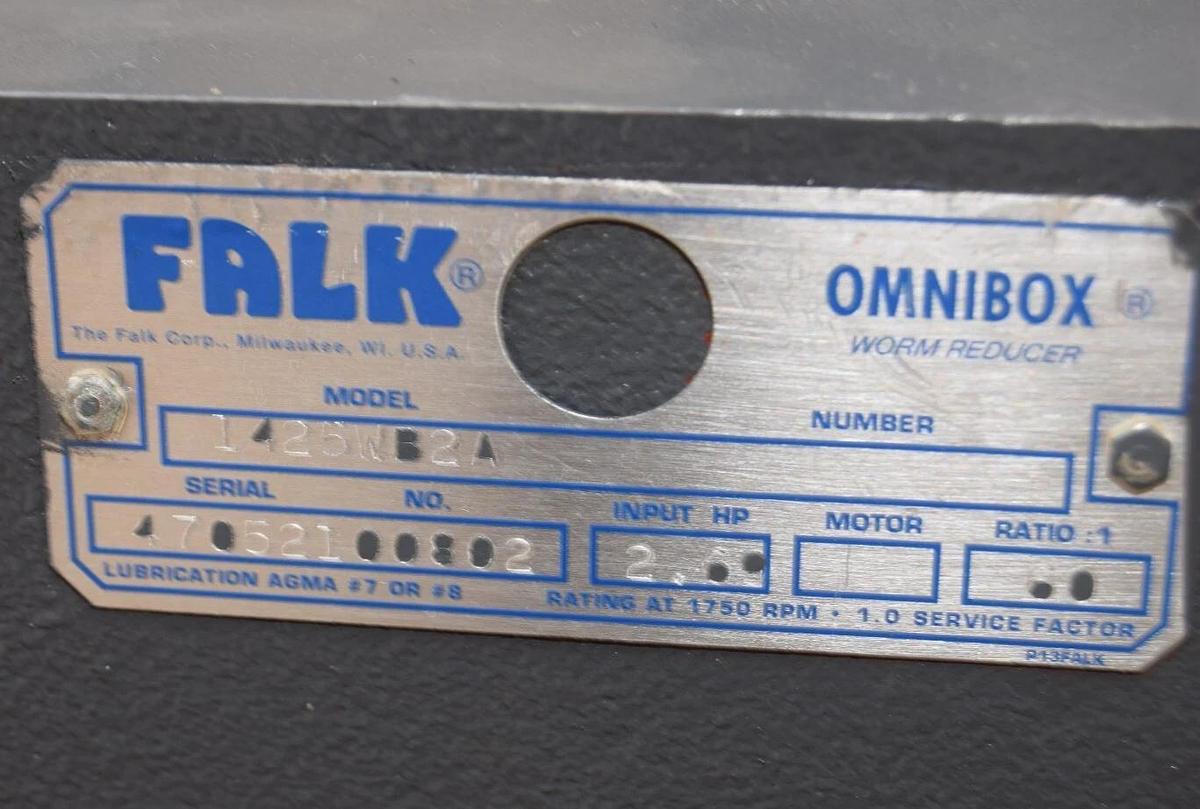 FALK® OMNIBOX®
The Falk Corp., Milwaukee, WI. U.S.A. WORM REDUCER
MODEL NUMBER
1425WB2A
SERIAL NO. INPUT HP MOTOR RATIO :1
47052100802
LUBRICATION AGMA #7 OR #8 RATING AT 1750 RPM • 1.0 SERVICE FACTOR
P13FALK